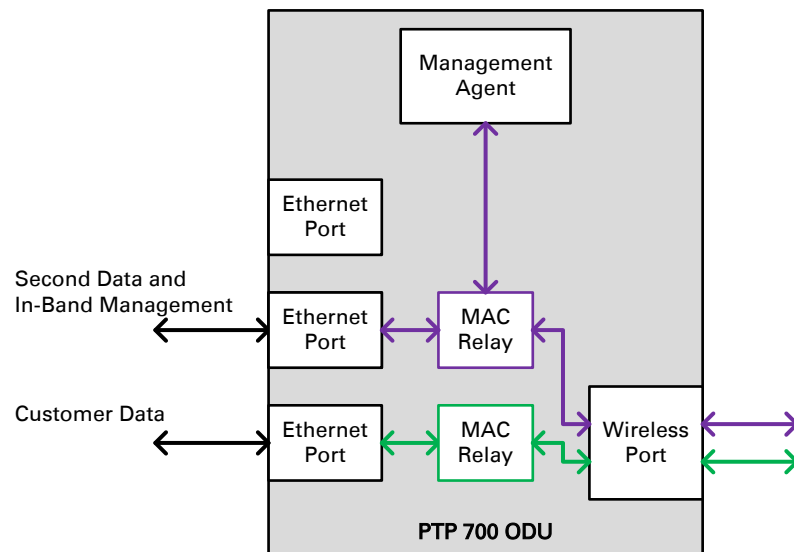 Management
Agent
Ethernet
Port
Second Data and
In-Band Management
Ethernet
Port
MAC
Relay
Customer Data
Ethernet
Port
MAC
Relay
Wireless
Port
PTP 700 ODU